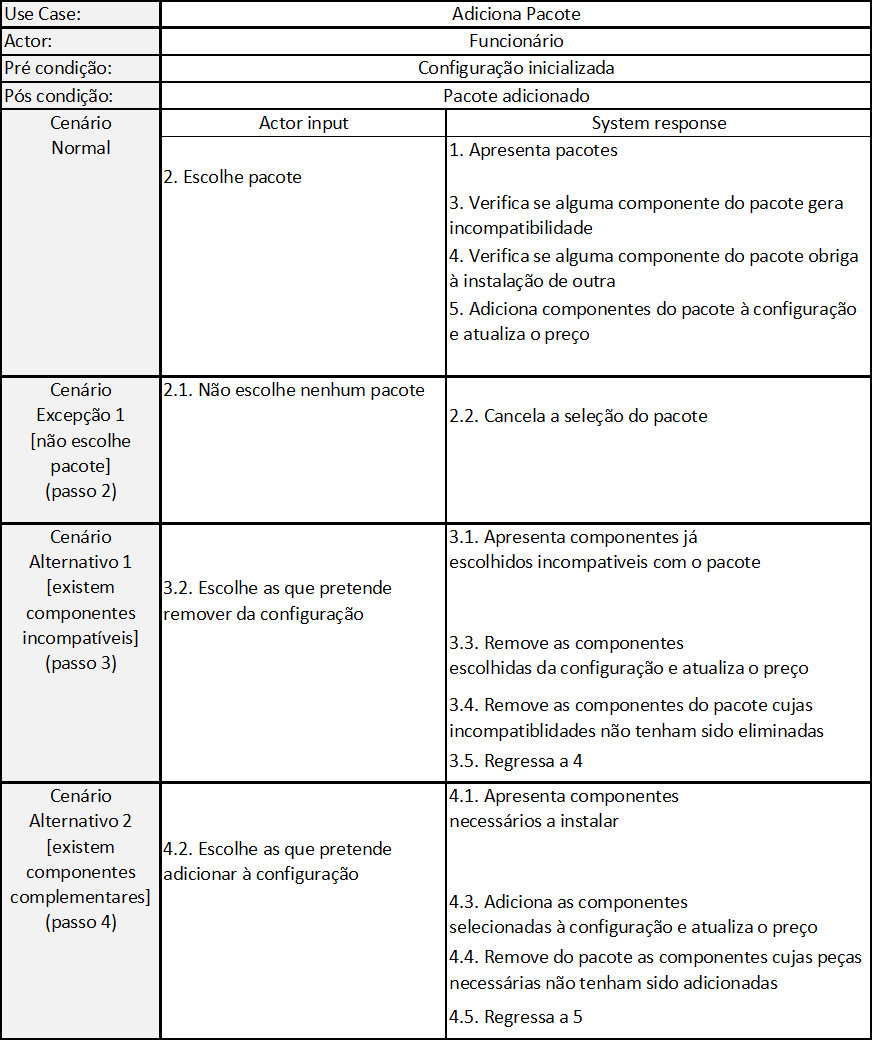 Use Case: Adiciona Pacote
Actor: Funcionário
Pré condição: Configuração inicializada
Pós condição: Pacote adicionado
Cenário
Normal
Actor input
System response
1. Apresenta pacotes
2. Escolhe pacote
3. Verifica se alguma componente do pacote gera
incompatibilidade
4. Verifica se alguma componente do pacote obriga
à instalação de outra
5. Adiciona componentes do pacote à configuração
e atualiza o preço
Cenário
Excepção 1
[não escolhe
pacote]
(passo 2)
2.1. Não escolhe nenhum pacote
2.2. Cancela a seleção do pacote
Cenário
Alternativo 1
[existem
componentes
incompatíveis]
(passo 3)
3.1. Apresenta componentes já
escolhidos incompativeis com o pacote
3.2. Escolhe as que pretende
remover da configuração
3.3. Remove as componentes
escolhidas da configuração e atualiza o preço
3.4. Remove as componentes do pacote cujas
incompatiblidades não tenham sido eliminadas
3.5. Regressa a 4
Cenário
Alternativo 2
[existem
componentes
complementares]
(passo 4)
4.1. Apresenta componentes
necessários a instalar
4.2. Escolhe as que pretende
adicionar à configuração
4.3. Adiciona as componentes
selecionadas à configuração e atualiza o preço
4.4. Remove do pacote as componentes cujas peças
necessárias não tenham sido adicionadas
4.5. Regressa a 5